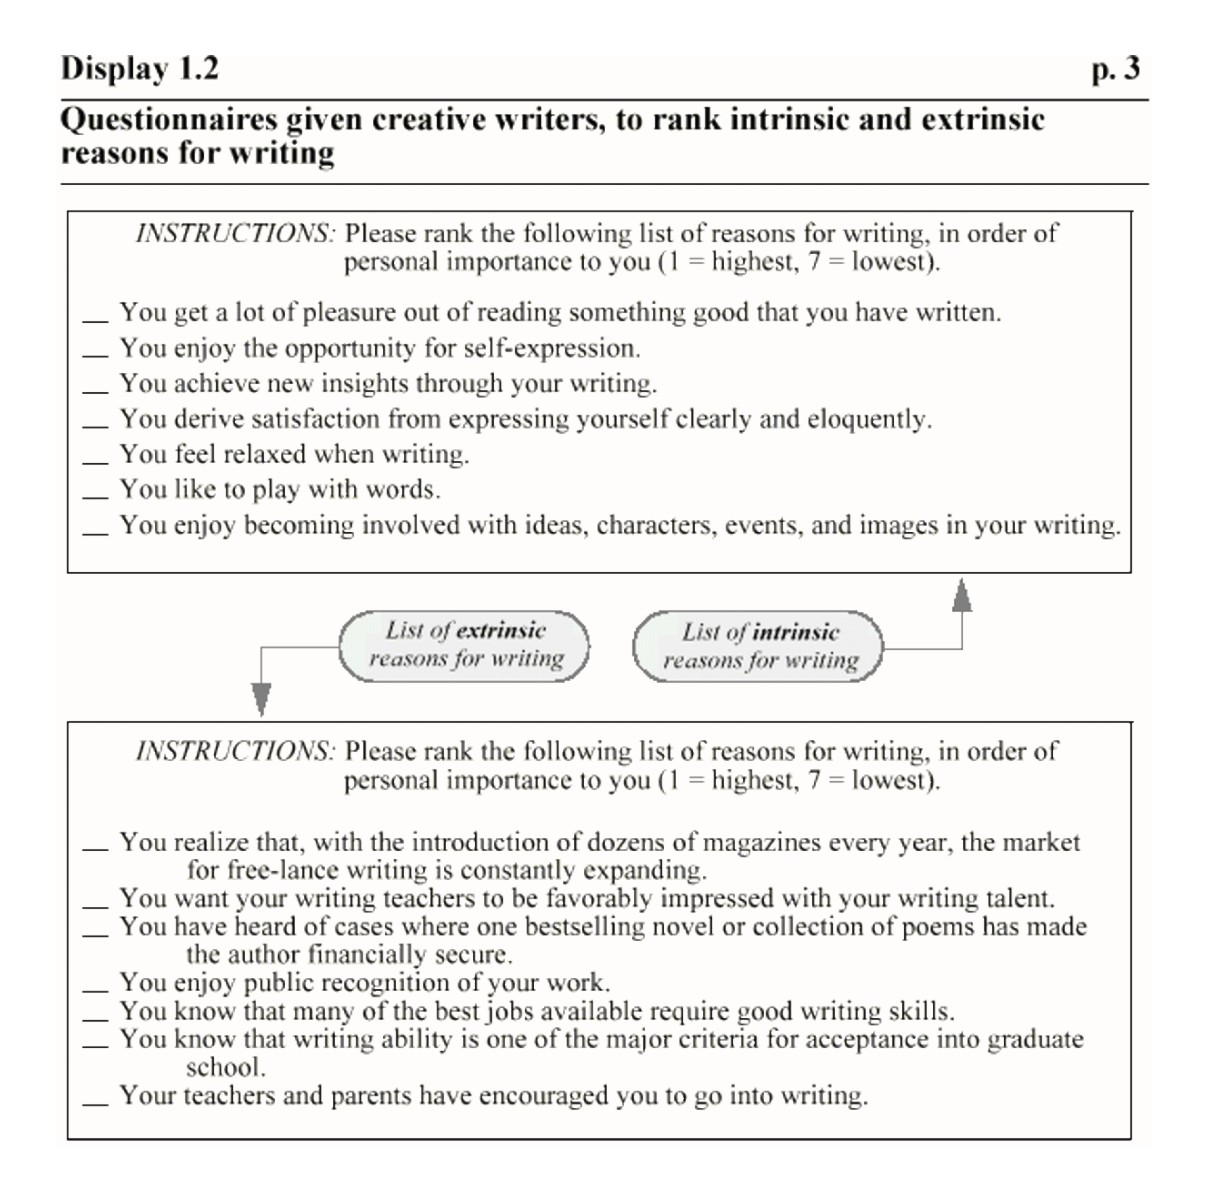 Display 1.2 p. 3
Questionnaires given creative writers, to rank intrinsic and extrinsic
reasons for writing
INSTRUCTIONS: Please rank the following list of reasons for writing, in order of
personal importance to you (1 = highest, 7 = lowest).
__ You get a lot of pleasure out of reading something good that you have written.
__ You enjoy the opportunity for self-expression.
__ You achieve new insights through your writing.
__ You derive satisfaction from expressing yourself clearly and eloquently.
__ You feel relaxed when writing.
__ You like to play with words.
__ You enjoy becoming involved with ideas, characters, events, and images in your writing.
List of extrinsic
reasons for writing
List of intrinsic
reasons for writing
INSTRUCTIONS: Please rank the following list of reasons for writing, in order of
personal importance to you (1 = highest, 7 = lowest).
__ You realize that, with the introduction of dozens of magazines every year, the market
for free-lance writing is constantly expanding.
__ You want your writing teachers to be favorably impressed with your writing talent.
__ You have heard of cases where one bestselling novel or collection of poems has made
the author financially secure.
__ You enjoy public recognition of your work.
__ You know that many of the best jobs available require good writing skills.
__ You know that writing ability is one of the major criteria for acceptance into graduate
school.
__ Your teachers and parents have encouraged you to go into writing.